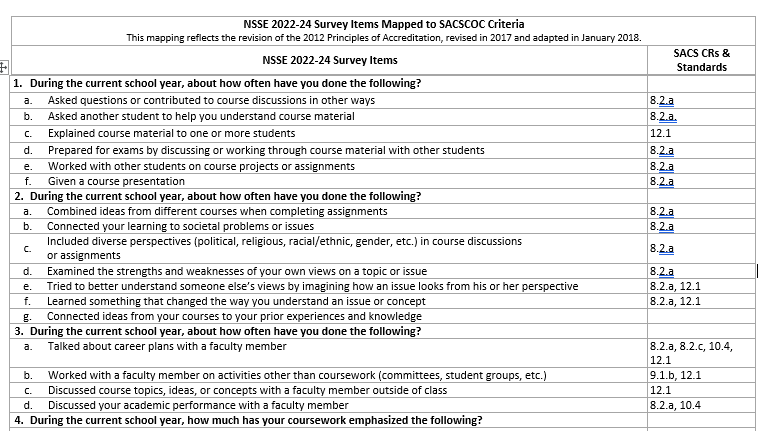 NSSE 2022-24 Survey Items Mapped to SACSCOC Criteria
This mapping reflects the revision of the 2012 Principles of Accreditation, revised in 2017 and adapted in January 2018.
NSSE 2022-24 Survey Items
SACS CRs &
Standards
1. During the current school year, about how often have you done the following?
a. Asked questions or contributed to course discussions in other ways 8.2.a
b. Asked another student to help you understand course material 8.2.a.
c. Explained course material to one or more students 12.1
d. Prepared for exams by discussing or working through course material with other students 8.2.a
e. Worked with other students on course projects or assignments 8.2.a
f. Given a course presentation 8.2.a
2. During the current school year, about how often have you done the following?
a. Combined ideas from different courses when completing assignments 8.2.a
b. Connected your learning to societal problems or issues 8.2.a
c. Included diverse perspectives (political, religious, racial/ethnic, gender, etc.) in course discussions
or assignments 8.2.a
d. Examined the strengths and weaknesses of your own views on a topic or issue 8.2.a
e. Tried to better understand someone else's views by imagining how an issue looks from his or her perspective 8.2.a, 12.1
f. Learned something that changed the way you understand an issue or concept 8.2.a, 12.1
g. Connected ideas from your courses to your prior experiences and knowledge
3. During the current school year, about how often have you done the following?
a. Talked about career plans with a faculty member 8.2.a, 8.2.c, 10.4,
12.1
b. Worked with a faculty member on activities other than coursework (committees, student groups, etc.) 9.1.b, 12.1
c. Discussed course topics, ideas, or concepts with a faculty member outside of class 12.1
d. Discussed your academic performance with a faculty member 8.2.a, 10.4
4. During the current school year, how much has your coursework emphasized the following?